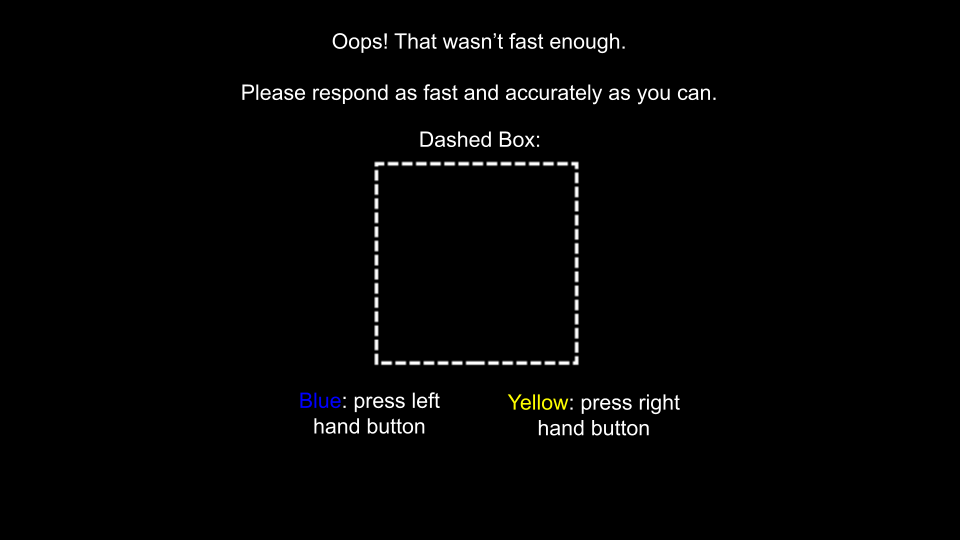 Oops! That wasn’t fast enough.
Please respond as fast and accurately as you can.
Dashed Box:
Blue: press left
hand button
Yellow: press right
hand button